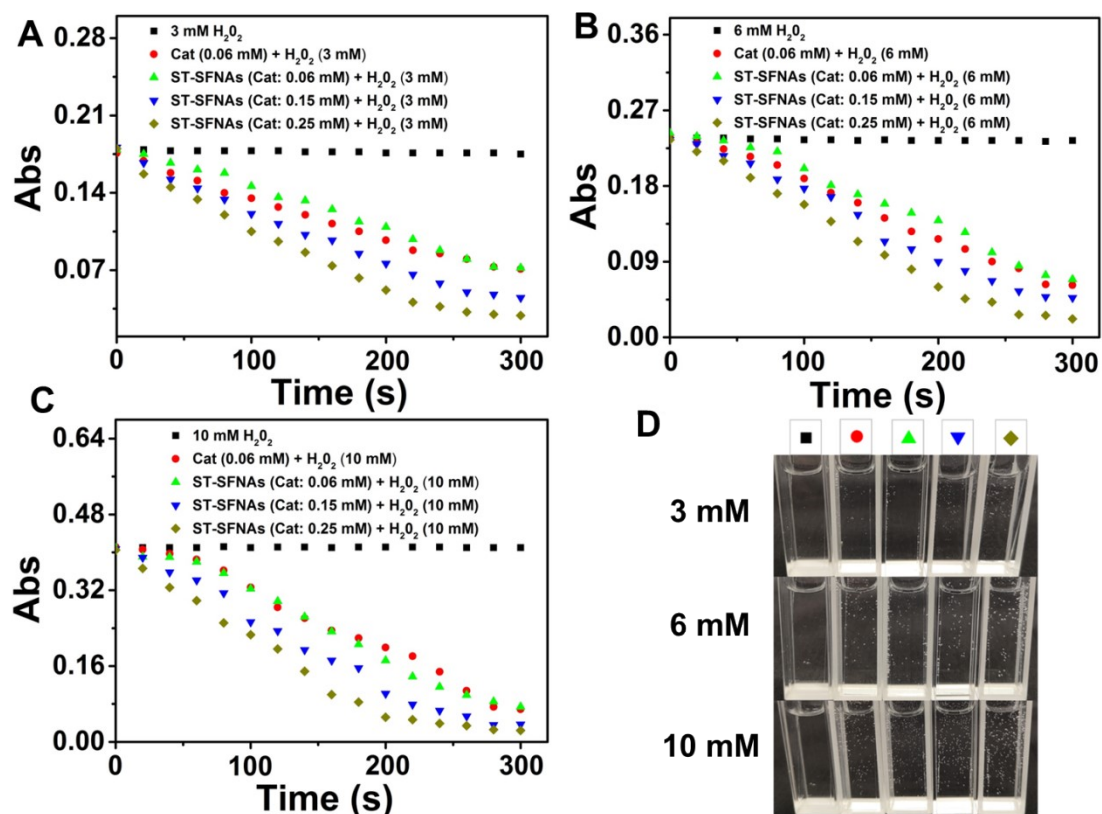 A
0.28
0.21
0.14
0.07
Abs
3 mM H₂O₂
Cat (0.06 mM) + H₂O₂ (3 mM)
ST-SFNAs (Cat: 0.06 mM) + H₂O₂ (3 mM)
ST-SFNAs (Cat: 0.15 mM) + H₂O₂ (3 mM)
ST-SFNAs (Cat: 0.25 mM) + H₂O₂ (3 mM)
0 100 200 300
Time (s)
B
0.36
0.27
0.18
0.09
0.00
Abs
6 mM H₂O₂
Cat (0.06 mM) + H₂O₂ (6 mM)
ST-SFNAs (Cat: 0.06 mM) + H₂O₂ (6 mM)
ST-SFNAs (Cat: 0.15 mM) + H₂O₂ (6 mM)
ST-SFNAs (Cat: 0.25 mM) + H₂O₂ (6 mM)
0 100 200 300
Time (s)
C
0.64
0.48
0.32
0.16
0.00
Abs
10 mM H₂O₂
Cat (0.06 mM) + H₂O₂ (10 mM)
ST-SFNAs (Cat: 0.06 mM) + H₂O₂ (10 mM)
ST-SFNAs (Cat: 0.15 mM) + H₂O₂ (10 mM)
ST-SFNAs (Cat: 0.25 mM) + H₂O₂ (10 mM)
0 100 200 300
Time (s)
D
3 mM
6 mM
10 mM